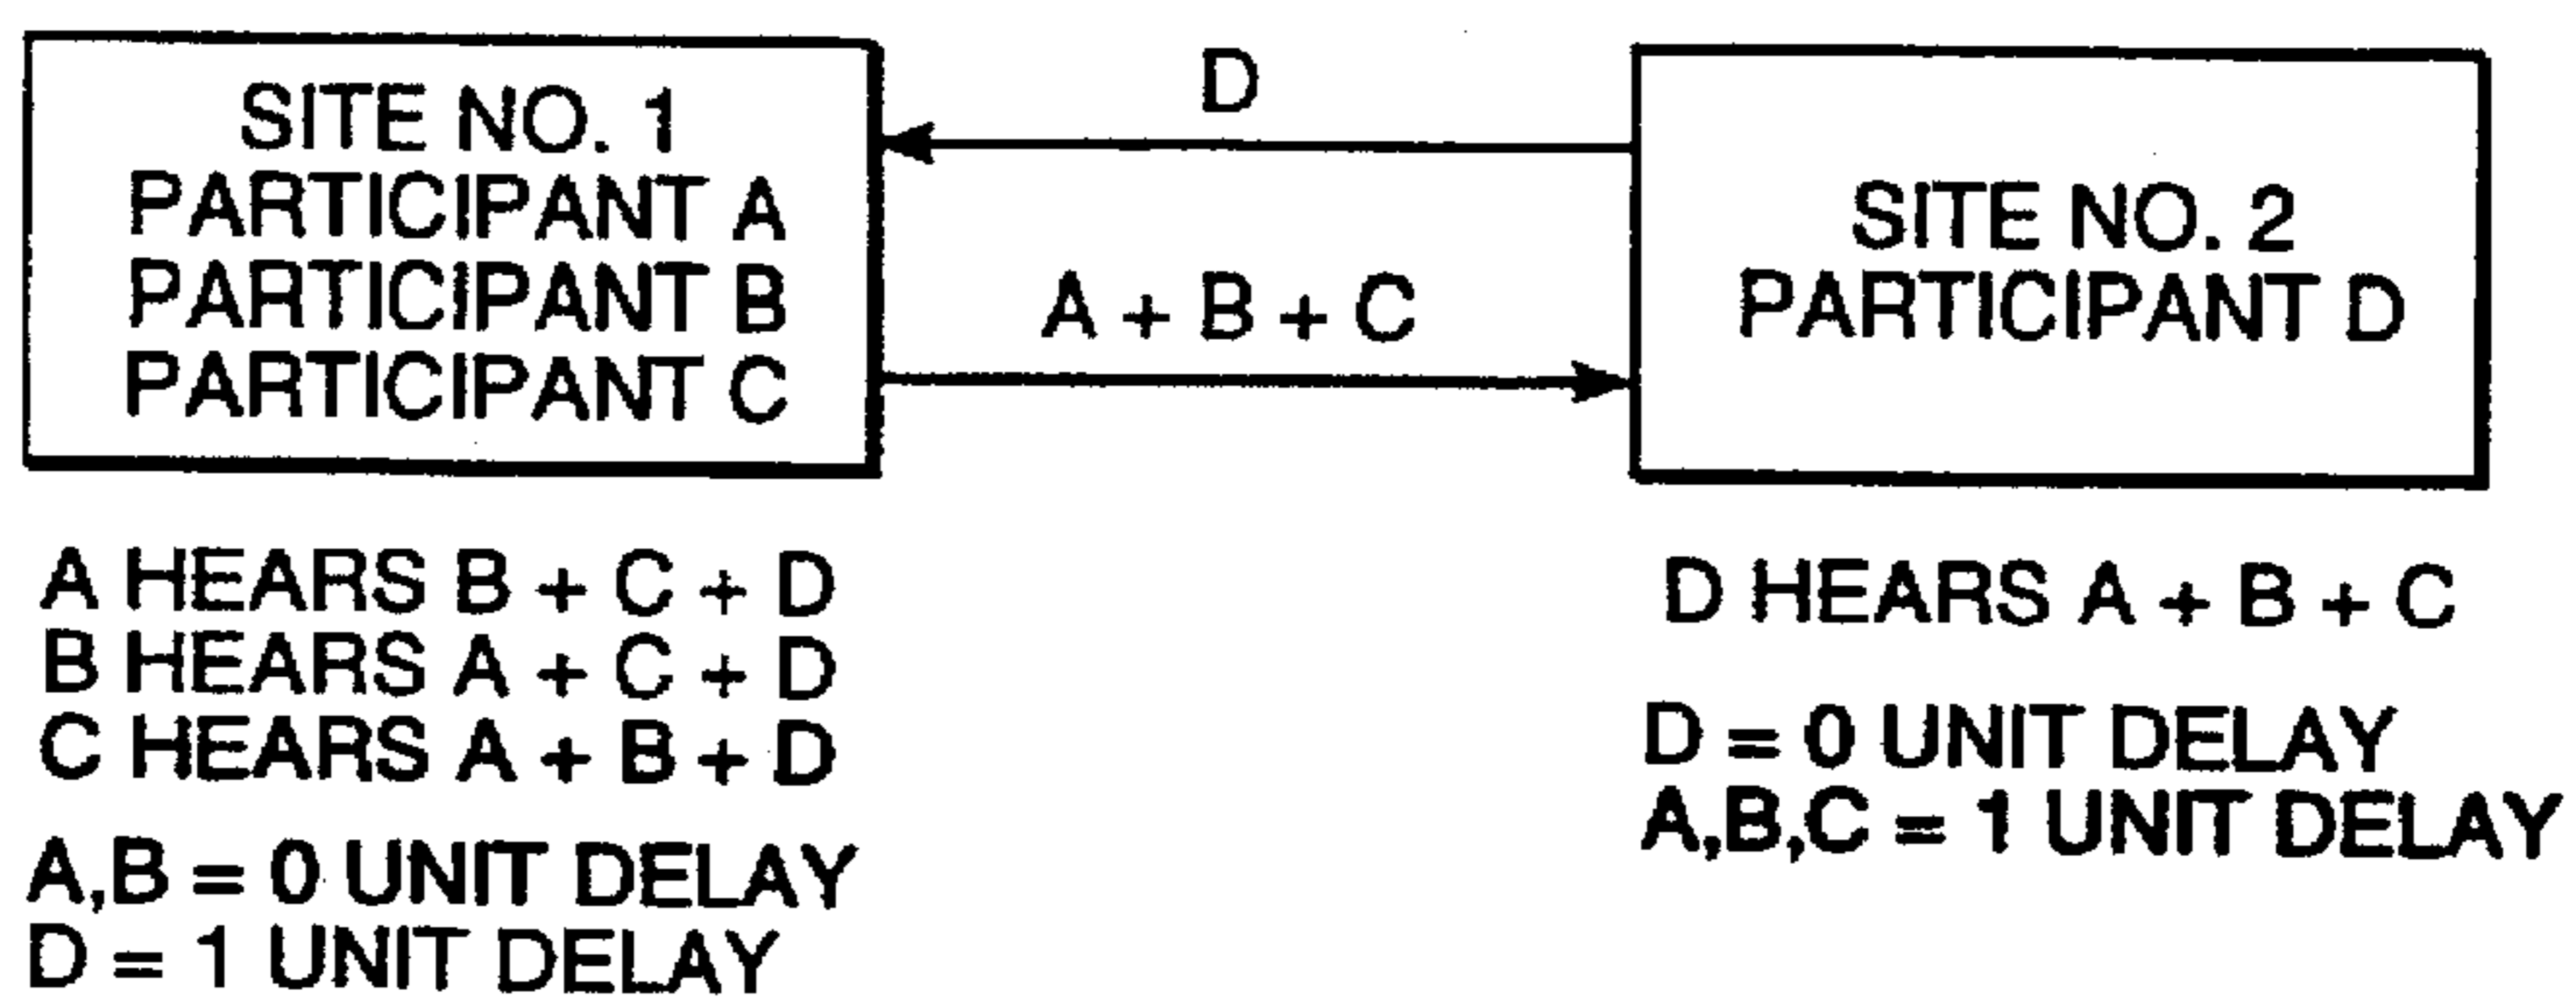 SITE NO. 1
PARTICIPANT A
PARTICIPANT B
PARTICIPANT C
D
A + B + C
SITE NO. 2
PARTICIPANT D
A HEARS B + C + D
B HEARS A + C + D
C HEARS A + B + D
A,B = 0 UNIT DELAY
D = 1 UNIT DELAY
D HEARS A + B + C
D = 0 UNIT DELAY
A,B,C = 1 UNIT DELAY